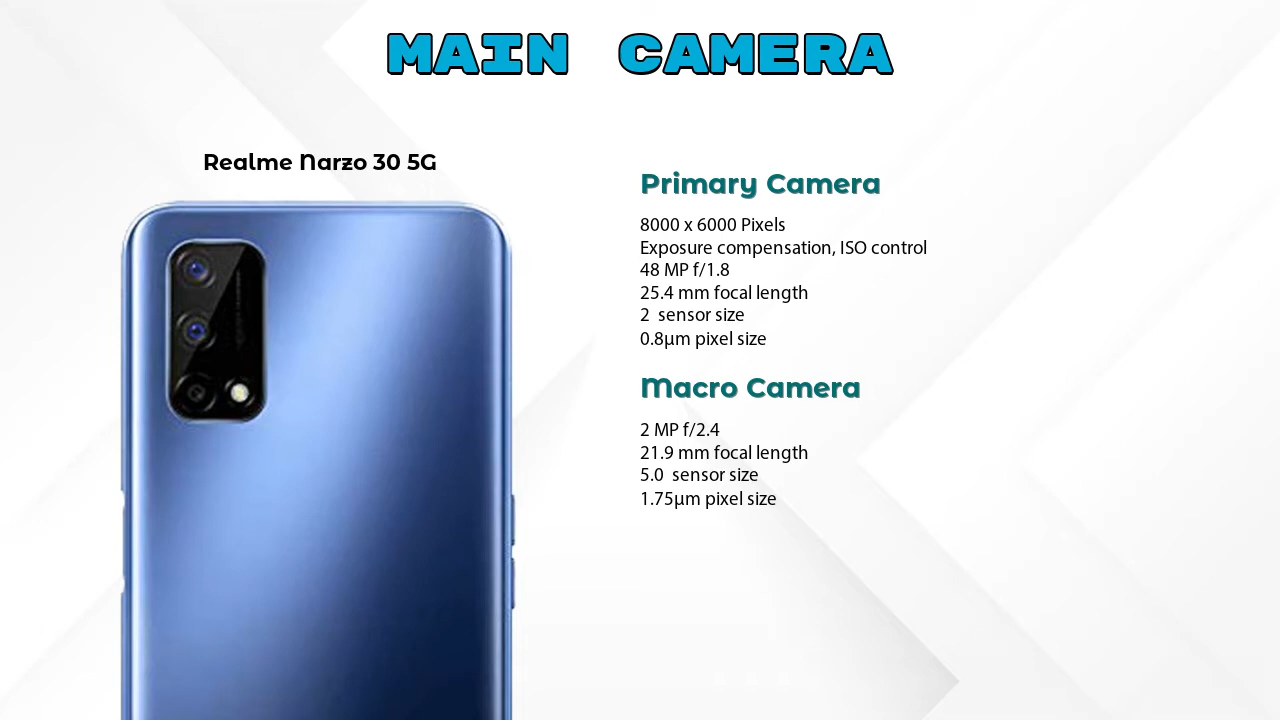 MAIN CAMERA
Realme Narzo 30 5G
Primary Camera
8000 x 6000 Pixels
Exposure compensation, ISO control
48 MP f/1.8
25.4 mm focal length
2  sensor size
0.8µm pixel size
Macro Camera
2 MP f/2.4
21.9 mm focal length
5.0  sensor size
1.75µm pixel size